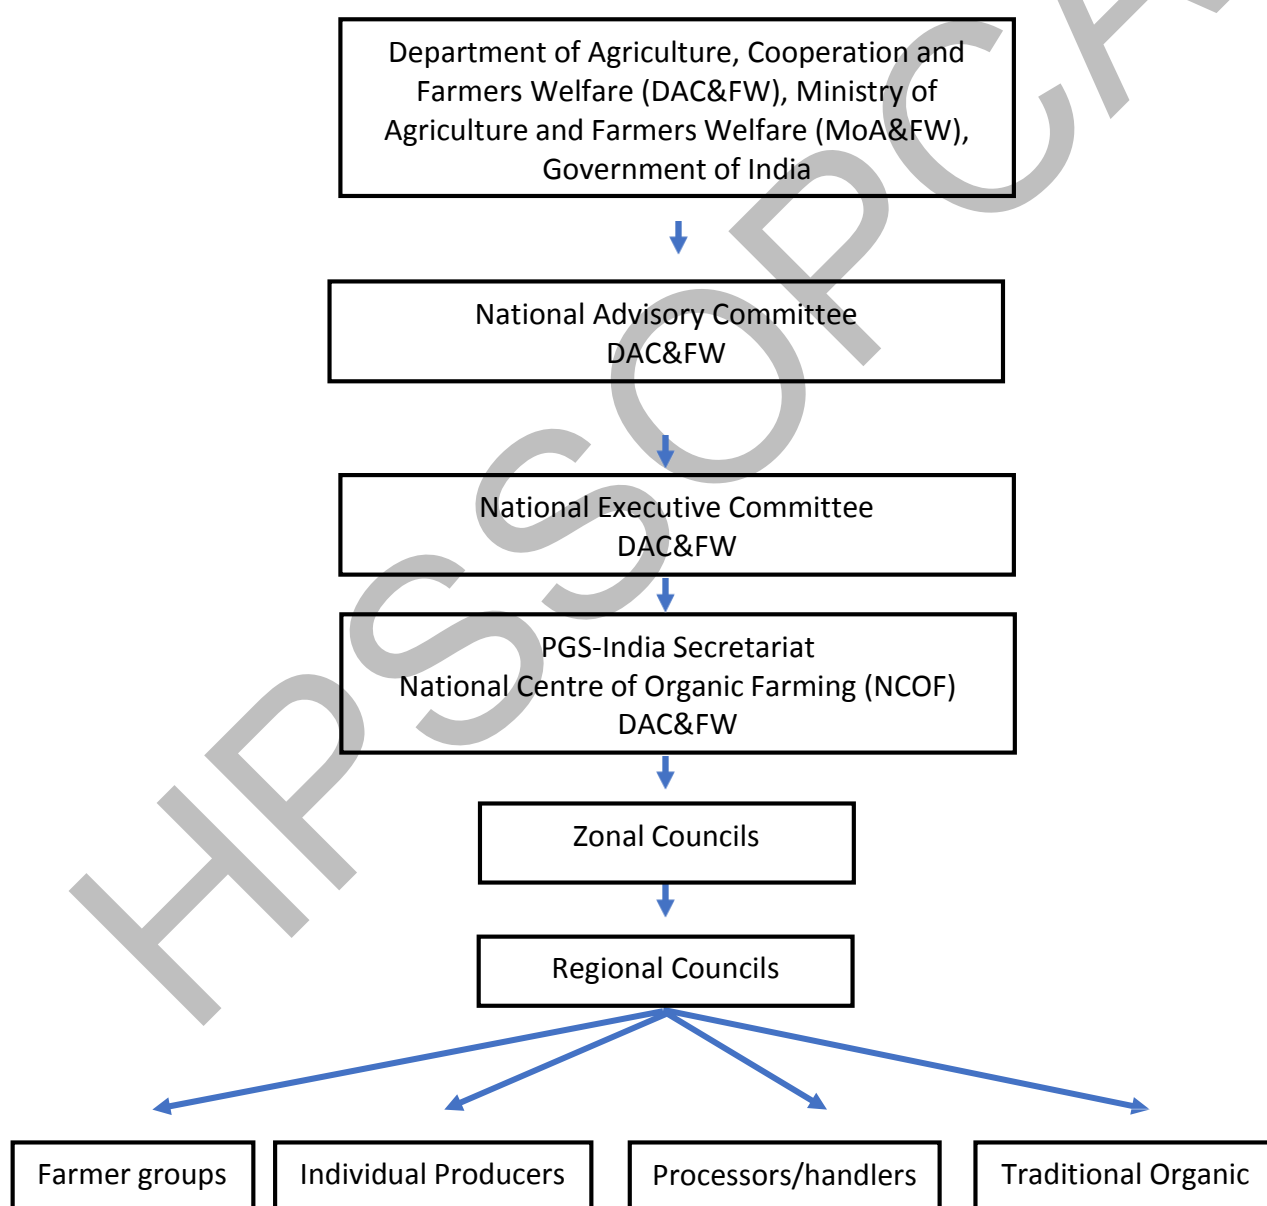 Department of Agriculture, Cooperation and
Farmers Welfare (DAC&FW), Ministry of
Agriculture and Farmers Welfare (MoA&FW),
Government of India
National Advisory Committee
DAC&FW
National Executive Committee
DAC&FW
PGS-India Secretariat
National Centre of Organic Farming (NCOF)
DAC&FW
Zonal Councils
Regional Councils
Farmer groups
Individual Producers
Processors/handlers
Traditional Organic
HPSSOPCA